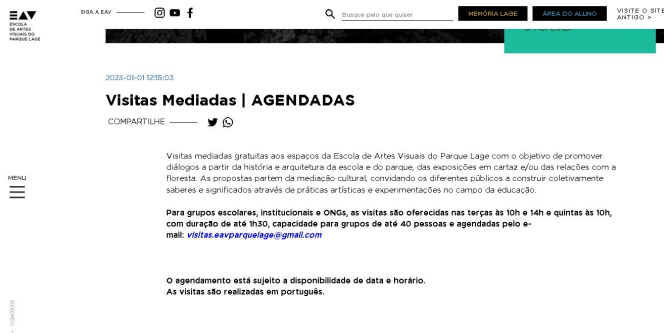 SIGA A EAV
Busque pelo que quiser
MEMÓRIA LAGE
ÁREA DO ALUNO
VISITE O SITE
ANTIGO >
ESCOLA
DE ARTES
VISUAIS DO
PARQUE LAGE
2023-01-01 12:15:03
Visitas Mediadas | AGENDADAS
COMPARTILHE
MENU
Visitas mediadas gratuitas aos espaços da Escola de Artes Visuais do Parque Lage com o objetivo de promover
diálogos a partir da história e arquitetura da escola e do parque, das exposições em cartaz e/ou das relações com a
floresta. As propostas partem da mediação cultural, convidando os diferentes públicos a construir coletivamente
saberes e significados através de práticas artísticas e experimentações no campo da educação.
Para grupos escolares, institucionais e ONGs, as visitas são oferecidas nas terças às 10h e 14h e quintas às 10h,
com duração de até 1h30, capacidade para grupos de até 40 pessoas e agendadas pelo e-
mail: visitas.eavparquelage@gmail.com
O agendamento está sujeito a disponibilidade de data e horário.
As visitas são realizadas em português.
CONTATO